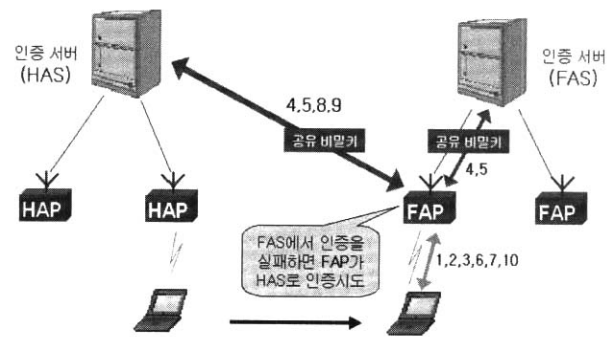 인증 서버
(HAS)
인증 서버
(FAS)
4,5,8,9
공유 비밀키
공유 비밀키
4,5
HAP
HAP
FAP
FAP
FAS에서 인증을
실패하면 FAP가
HAS로 인증시도
1,2,3,6,7,10